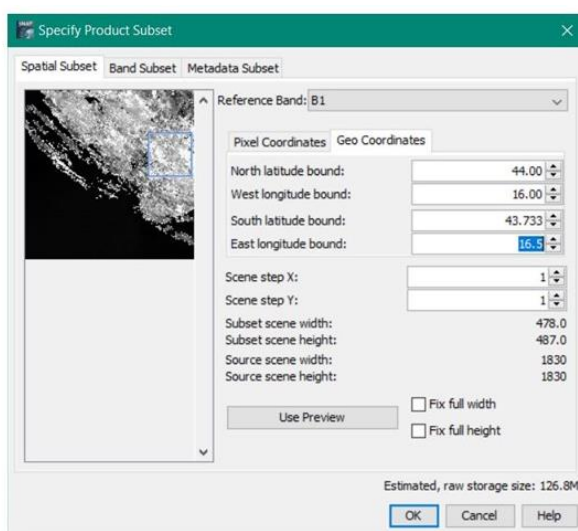 Specify Product Subset
Spatial Subset Band Subset Metadata Subset
Reference Band: B1
Pixel Coordinates Geo Coordinates
North latitude bound: 44.00
West longitude bound: 16.00
South latitude bound: 43.733
East longitude bound: 16.5
Scene step X: 1
Scene step Y: 1
Subset scene width: 478.0
Subset scene height: 487.0
Source scene width: 1830
Source scene height: 1830
Use Preview
Fix full width
Fix full height
Estimated, raw storage size: 126.8M
OK Cancel Help